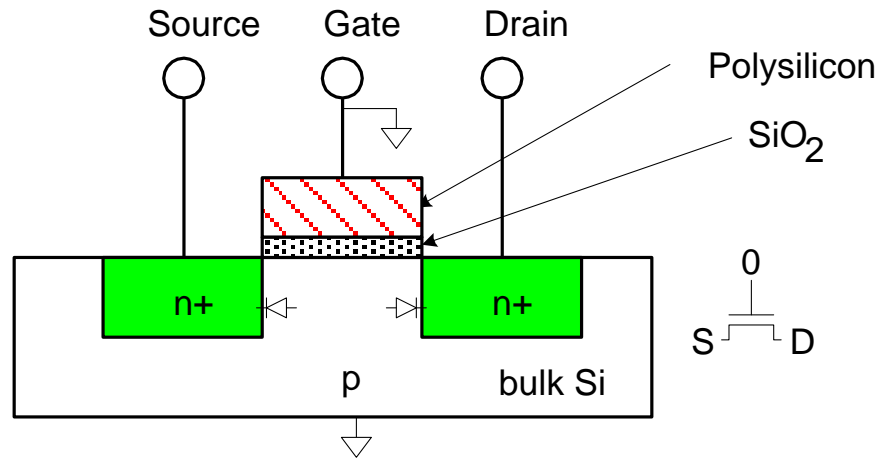 Source Gate Drain
Polysilicon
SiO2
0
n+ n+
S D
p bulk Si